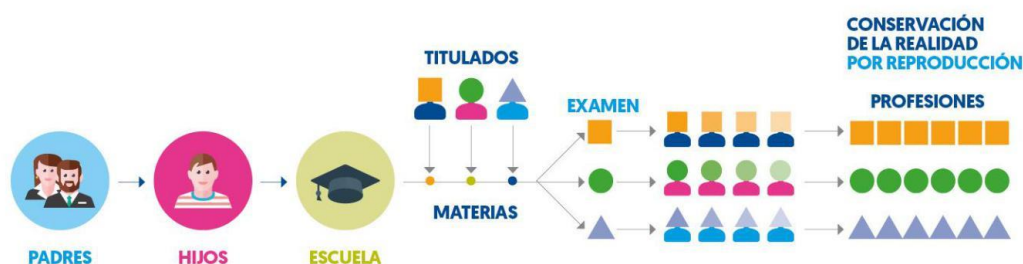 CONSERVACIÓN
DE LA REALIDAD
POR REPRODUCCIÓN
TITULADOS
EXAMEN
PROFESIONES
MATERIAS
PADRES
HIJOS
ESCUELA